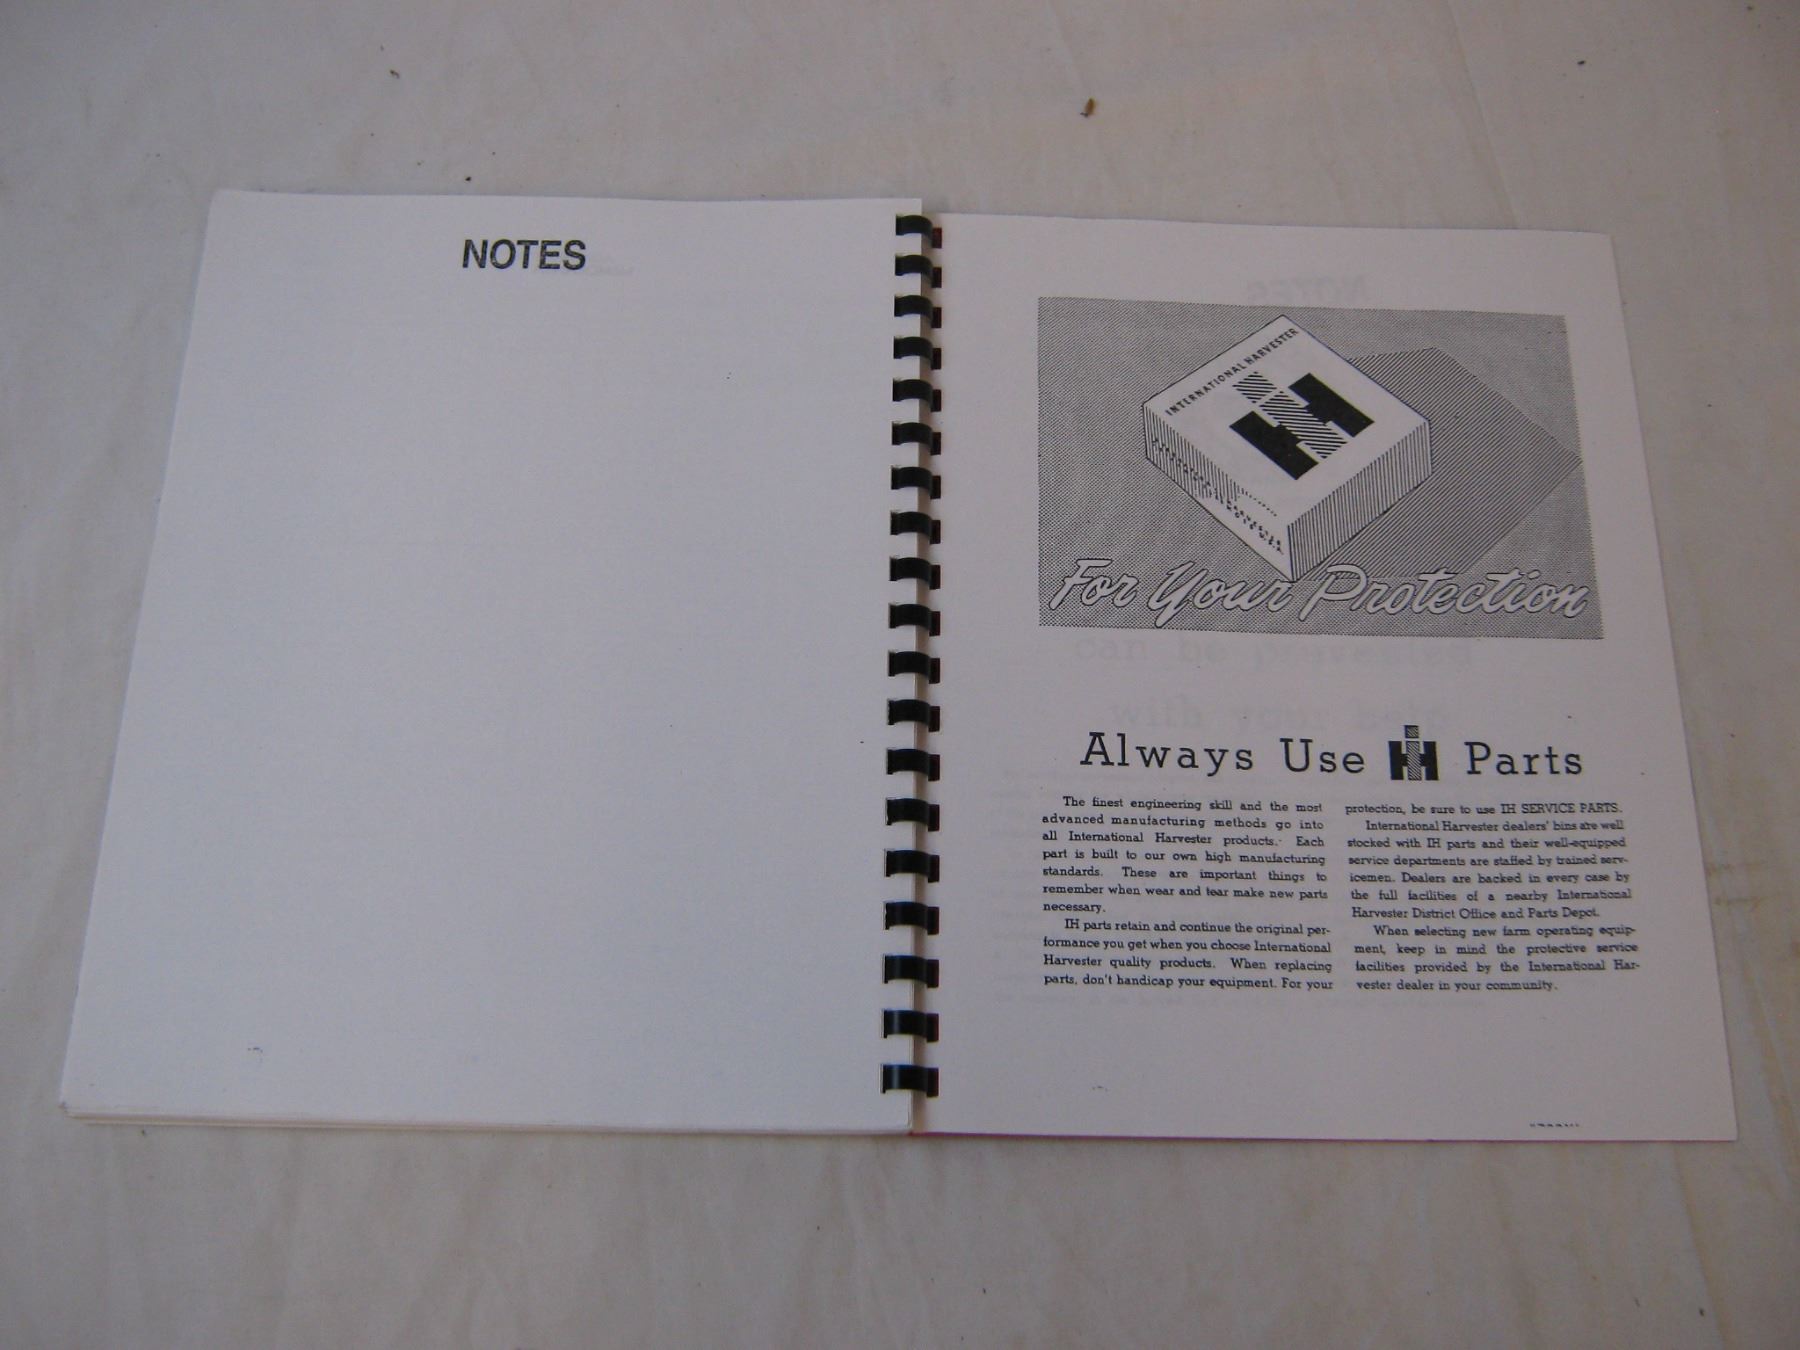 NOTES
INTERNATIONAL HARVESTER
For Your Protection
Always Use IH Parts
The finest engineering skill and the most
advanced manufacturing methods go into
all International Harvester products. Each
part is built to our own high manufacturing
standards. These are important things to
remember when wear and tear make new parts
necessary.
IH parts retain and continue the original per-
formance you get when you choose International
Harvester quality products. When replacing
parts, don't handicap your equipment. For your
protection, be sure to use IH SERVICE PARTS.
International Harvester dealers' bins are well
stocked with IH parts and their well-equipped
service departments are staffed by trained serv-
icemen. Dealers are backed in every case by
the full facilities of a nearby International
Harvester District Office and Parts Depot.
When selecting new farm operating equip-
ment, keep in mind the protective service
facilities provided by the International Har-
vester dealer in your community.